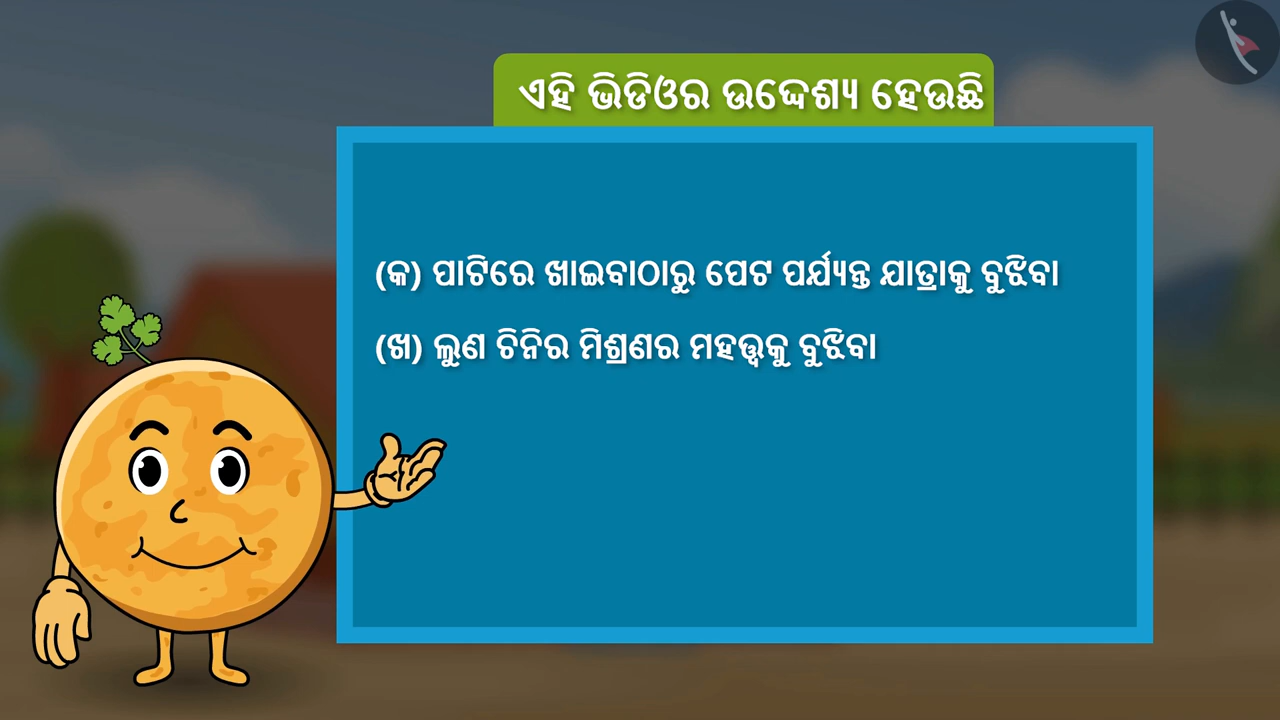 ଏହି ଭିଡିଓର ଉଦ୍ଦେଶ୍ୟ ହେଉଛି
(କ) ପାଟିରେ ଖାଇବାଠାରୁ ପେଟ ପର୍ଯ୍ୟନ୍ତ ଯାତ୍ରାକୁ ବୁଝିବା
(ଖ) ଲୁଣ ଚିନିର ମିଶ୍ରଣର ମହତ୍ତ୍ୱକୁ ବୁଝିବା